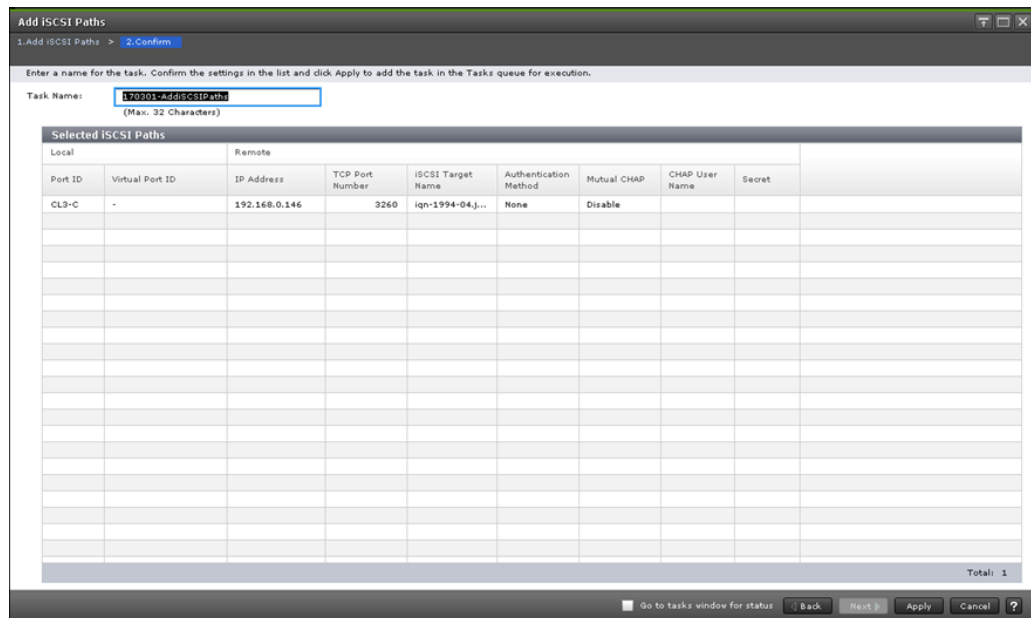 Add iSCSI Paths
1.Add iSCSI Paths > 2.Confirm
Enter a name for the task. Confirm the settings in the list and click Apply to add the task in the Tasks queue for execution.
Task Name: 170301-AddiSCSIPaths
(Max. 32 Characters)
Selected iSCSI Paths
Local Remote
Port ID Virtual Port ID IP Address TCP Port Number iSCSI Target Name Authentication Method Mutual CHAP CHAP User Name Secret
CL3-C - 192.168.0.146 3260 iqn-1994-04.j... None Disable
Total: 1
Go to tasks window for status Back Next Apply Cancel ?